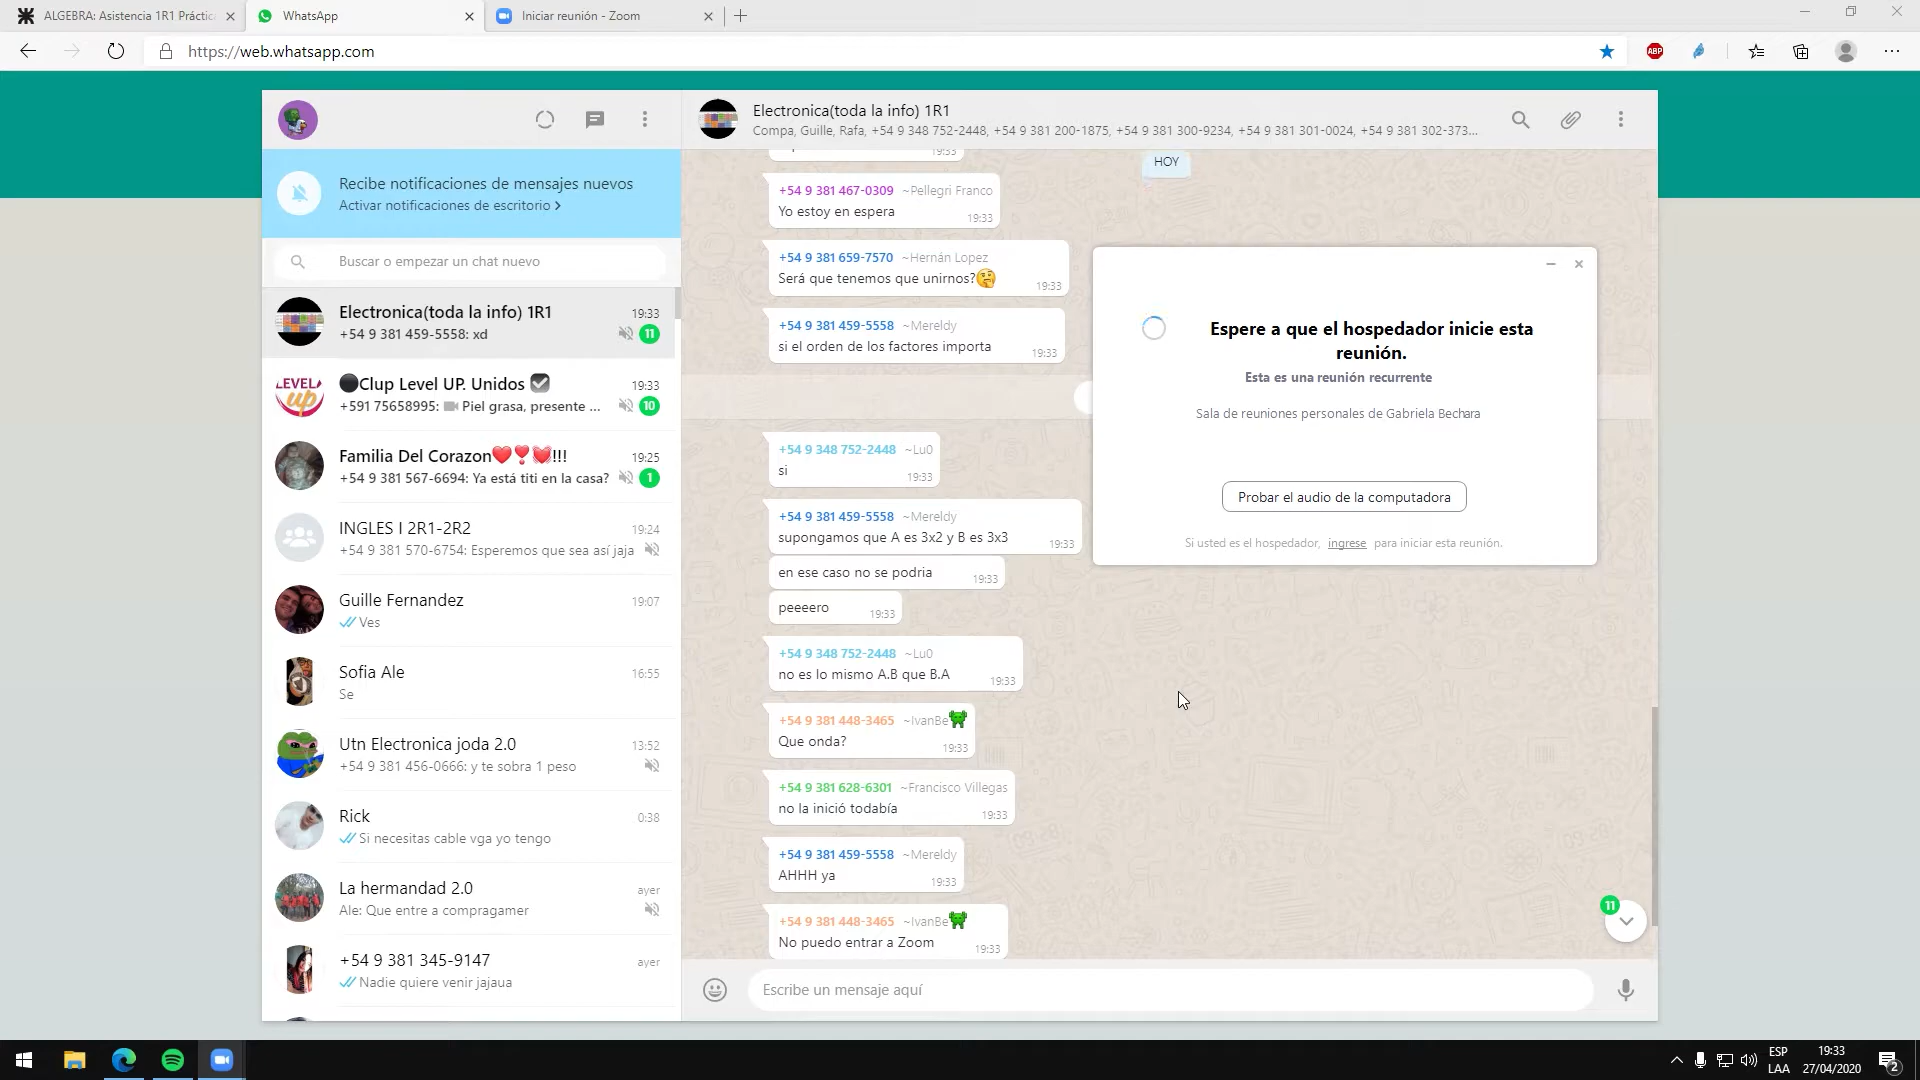 ALGEBRA: Asistencia 1R1 Práctic
WhatsApp
Iniciar reunión - Zoom
https://web.whatsapp.com
ABP
Recibe notificaciones de mensajes nuevos
Activar notificaciones de escritorio
Buscar o empezar un chat nuevo
Electronica(toda la info) 1R1
19:33
+54 9 381 459-5558: xd
11
LEVEL
up
Clup Level UP. Unidos
19:33
+591 75658995: Piel grasa, presente ...
10
Familia Del Corazon❤️❣️💓!!!
19:25
+54 9 381 567-6694: Ya está titi en la casa?
1
INGLES I 2R1-2R2
19:24
+54 9 381 570-6754: Esperemos que sea así jaja
Guille Fernandez
19:07
Ves
Sofia Ale
16:55
Se
Utn Electronica joda 2.0
13:52
+54 9 381 456-0666: y te sobra 1 peso
Rick
0:38
Si necesitas cable vga yo tengo
La hermandad 2.0
ayer
Ale: Que entre a compragamer
+54 9 381 345-9147
ayer
Nadie quiere venir jajaua
Electronica(toda la info) 1R1
Compa, Guille, Rafa, +54 9 348 752-2448, +54 9 381 200-1875, +54 9 381 300-9234, +54 9 381 301-0024, +54 9 381 302-373...
19:33
HOY
+54 9 381 467-0309 ~Pellegri Franco
Yo estoy en espera
19:33
+54 9 381 659-7570 ~Hernán Lopez
Será que tenemos que unirnos?🤔
19:33
+54 9 381 459-5558 ~Mereldy
si el orden de los factores importa
19:33
+54 9 348 752-2448 ~Lu0
si
19:33
+54 9 381 459-5558 ~Mereldy
supongamos que A es 3x2 y B es 3x3
19:33
en ese caso no se podria
19:33
peeeero
19:33
+54 9 348 752-2448 ~Lu0
no es lo mismo A.B que B.A
19:33
+54 9 381 448-3465 ~IvanBe
Que onda?
19:33
+54 9 381 628-6301 ~Francisco Villegas
no la inició todabía
19:33
+54 9 381 459-5558 ~Mereldy
AHHH ya
19:33
+54 9 381 448-3465 ~IvanBe
No puedo entrar a Zoom
19:33
11
Escribe un mensaje aquí
Espere a que el hospedador inicie esta
reunión.
Esta es una reunión recurrente
Sala de reuniones personales de Gabriela Bechara
Probar el audio de la computadora
Si usted es el hospedador, ingrese para iniciar esta reunión.
ESP
LAA
19:33
27/04/2020
2